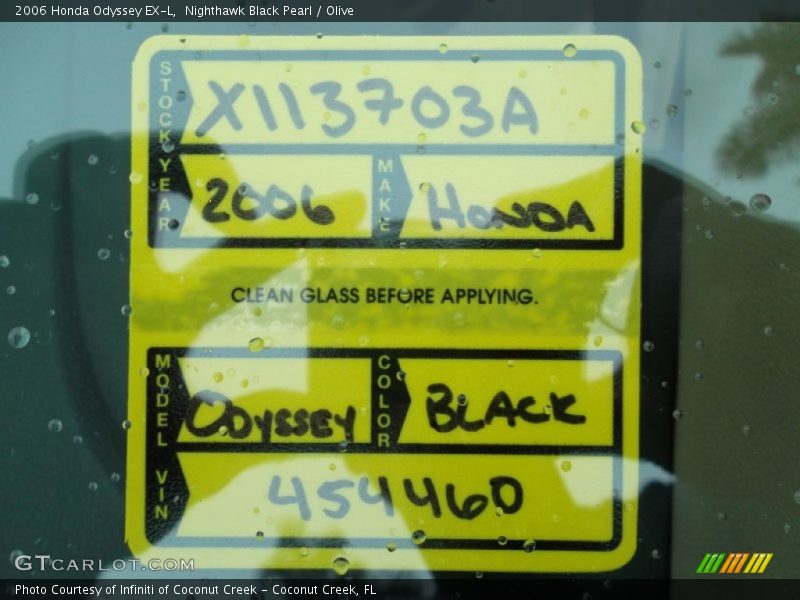 2006 Honda Odyssey EX-L, Nighthawk Black Pearl / Olive
STOCK X113703A
YEAR 2006 MAKE HONDA
CLEAN GLASS BEFORE APPLYING.
MODEL ODYSSEY COLOR BLACK
VIN 454460
GTCARLOT.COM
Photo Courtesy of Infiniti of Coconut Creek - Coconut Creek, FL